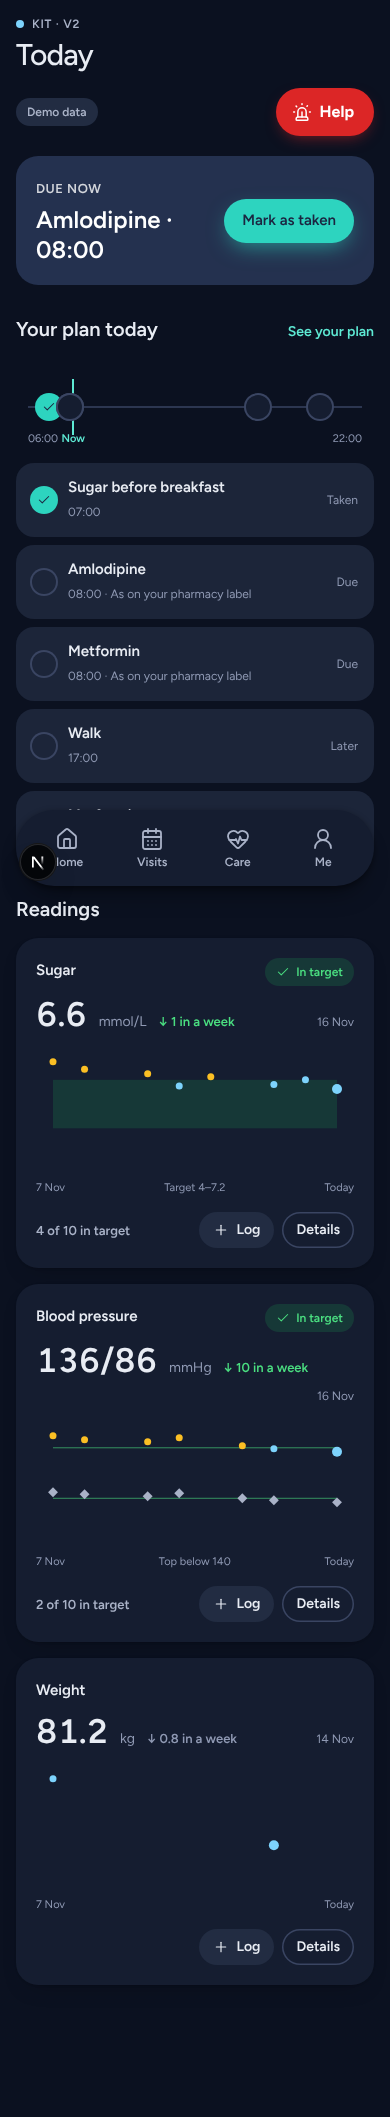 KIT · V2
Today
Demo data
Help
DUE NOW
Amlodipine ·
08:00
Mark as taken
Your plan today
See your plan
06:00 Now
22:00
Sugar before breakfast
07:00
Taken
Amlodipine
08:00 · As on your pharmacy label
Due
Metformin
08:00 · As on your pharmacy label
Due
Walk
17:00
Later
N
Visits
Care
Me
Readings
Sugar
In target
6.6 mmol/L ↓ 1 in a week
16 Nov
7 Nov
Target 4–7.2
Today
4 of 10 in target
+ Log
Details
Blood pressure
In target
136/86 mmHg ↓ 10 in a week
16 Nov
7 Nov
Top below 140
Today
2 of 10 in target
+ Log
Details
Weight
81.2 kg ↓ 0.8 in a week
14 Nov
7 Nov
Today
+ Log
Details